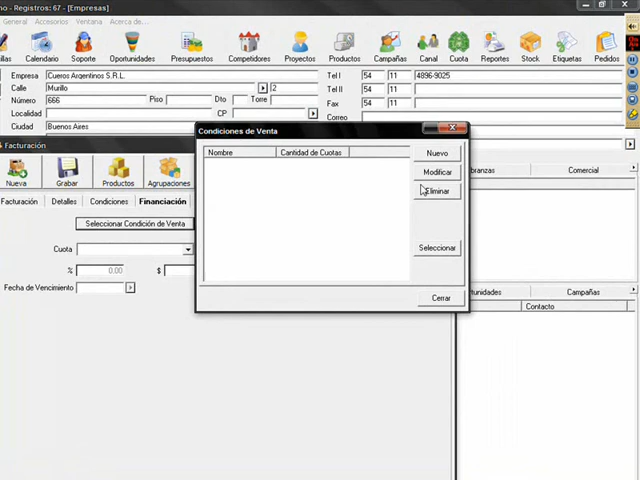 no - Registros: 67 - [Empresas]
General Accesorios Ventana Acerca de...
Calendario Soporte Oportunidades Presupuestos Competidores Proyectos Productos Campañas Canal Cuota Reportes Stock. Etiquetas Pedidos
Empresa Cueros Argentinos S.R.L. Tel I 54 11 4896-9025
Calle Murillo 2 Tel II 54 11
Número 666 Piso Dto Torre Fax 54 11
Localidad CP Correo
Ciudad Buenos Aires
Condiciones de Venta
Nombre Cantidad de Cuotas
Nuevo
Modificar
Eliminar
Seleccionar
Cerrar
Facturación
Nueva Grabar Productos Agrupaciones
Facturación Detalles Condiciones Financiación
Seleccionar Condición de Venta
Cuota
% 0.00 $
Fecha de Vencimiento
branzas Comercial
unidades Campañas
Contacto